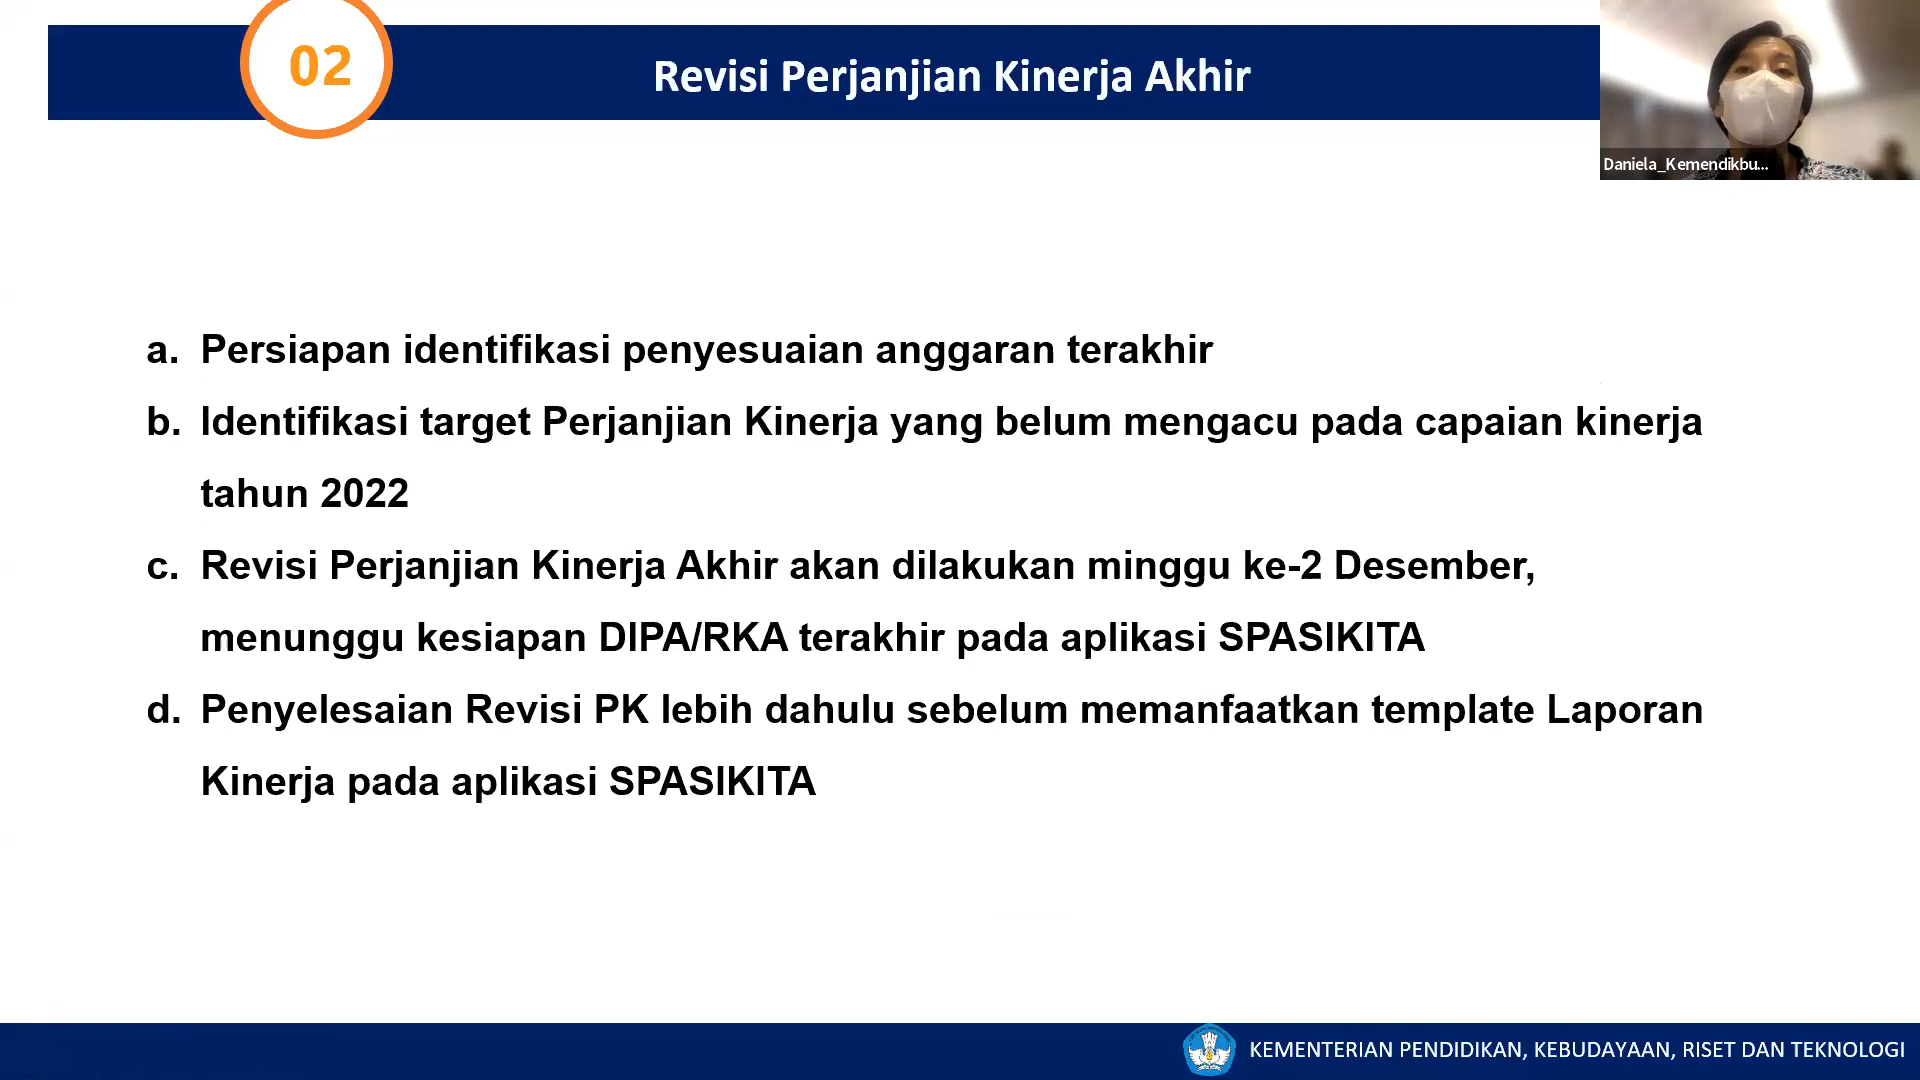 02
Revisi Perjanjian Kinerja Akhir
Daniela_Kemendikbu...
a. Persiapan identifikasi penyesuaian anggaran terakhir
b. Identifikasi target Perjanjian Kinerja yang belum mengacu pada capaian kinerja
tahun 2022
c. Revisi Perjanjian Kinerja Akhir akan dilakukan minggu ke-2 Desember,
menunggu kesiapan DIPA/RKA terakhir pada aplikasi SPASIKITA
d. Penyelesaian Revisi PK lebih dahulu sebelum memanfaatkan template Laporan
Kinerja pada aplikasi SPASIKITA
KEMENTERIAN PENDIDIKAN, KEBUDAYAAN, RISET DAN TEKNOLOGI